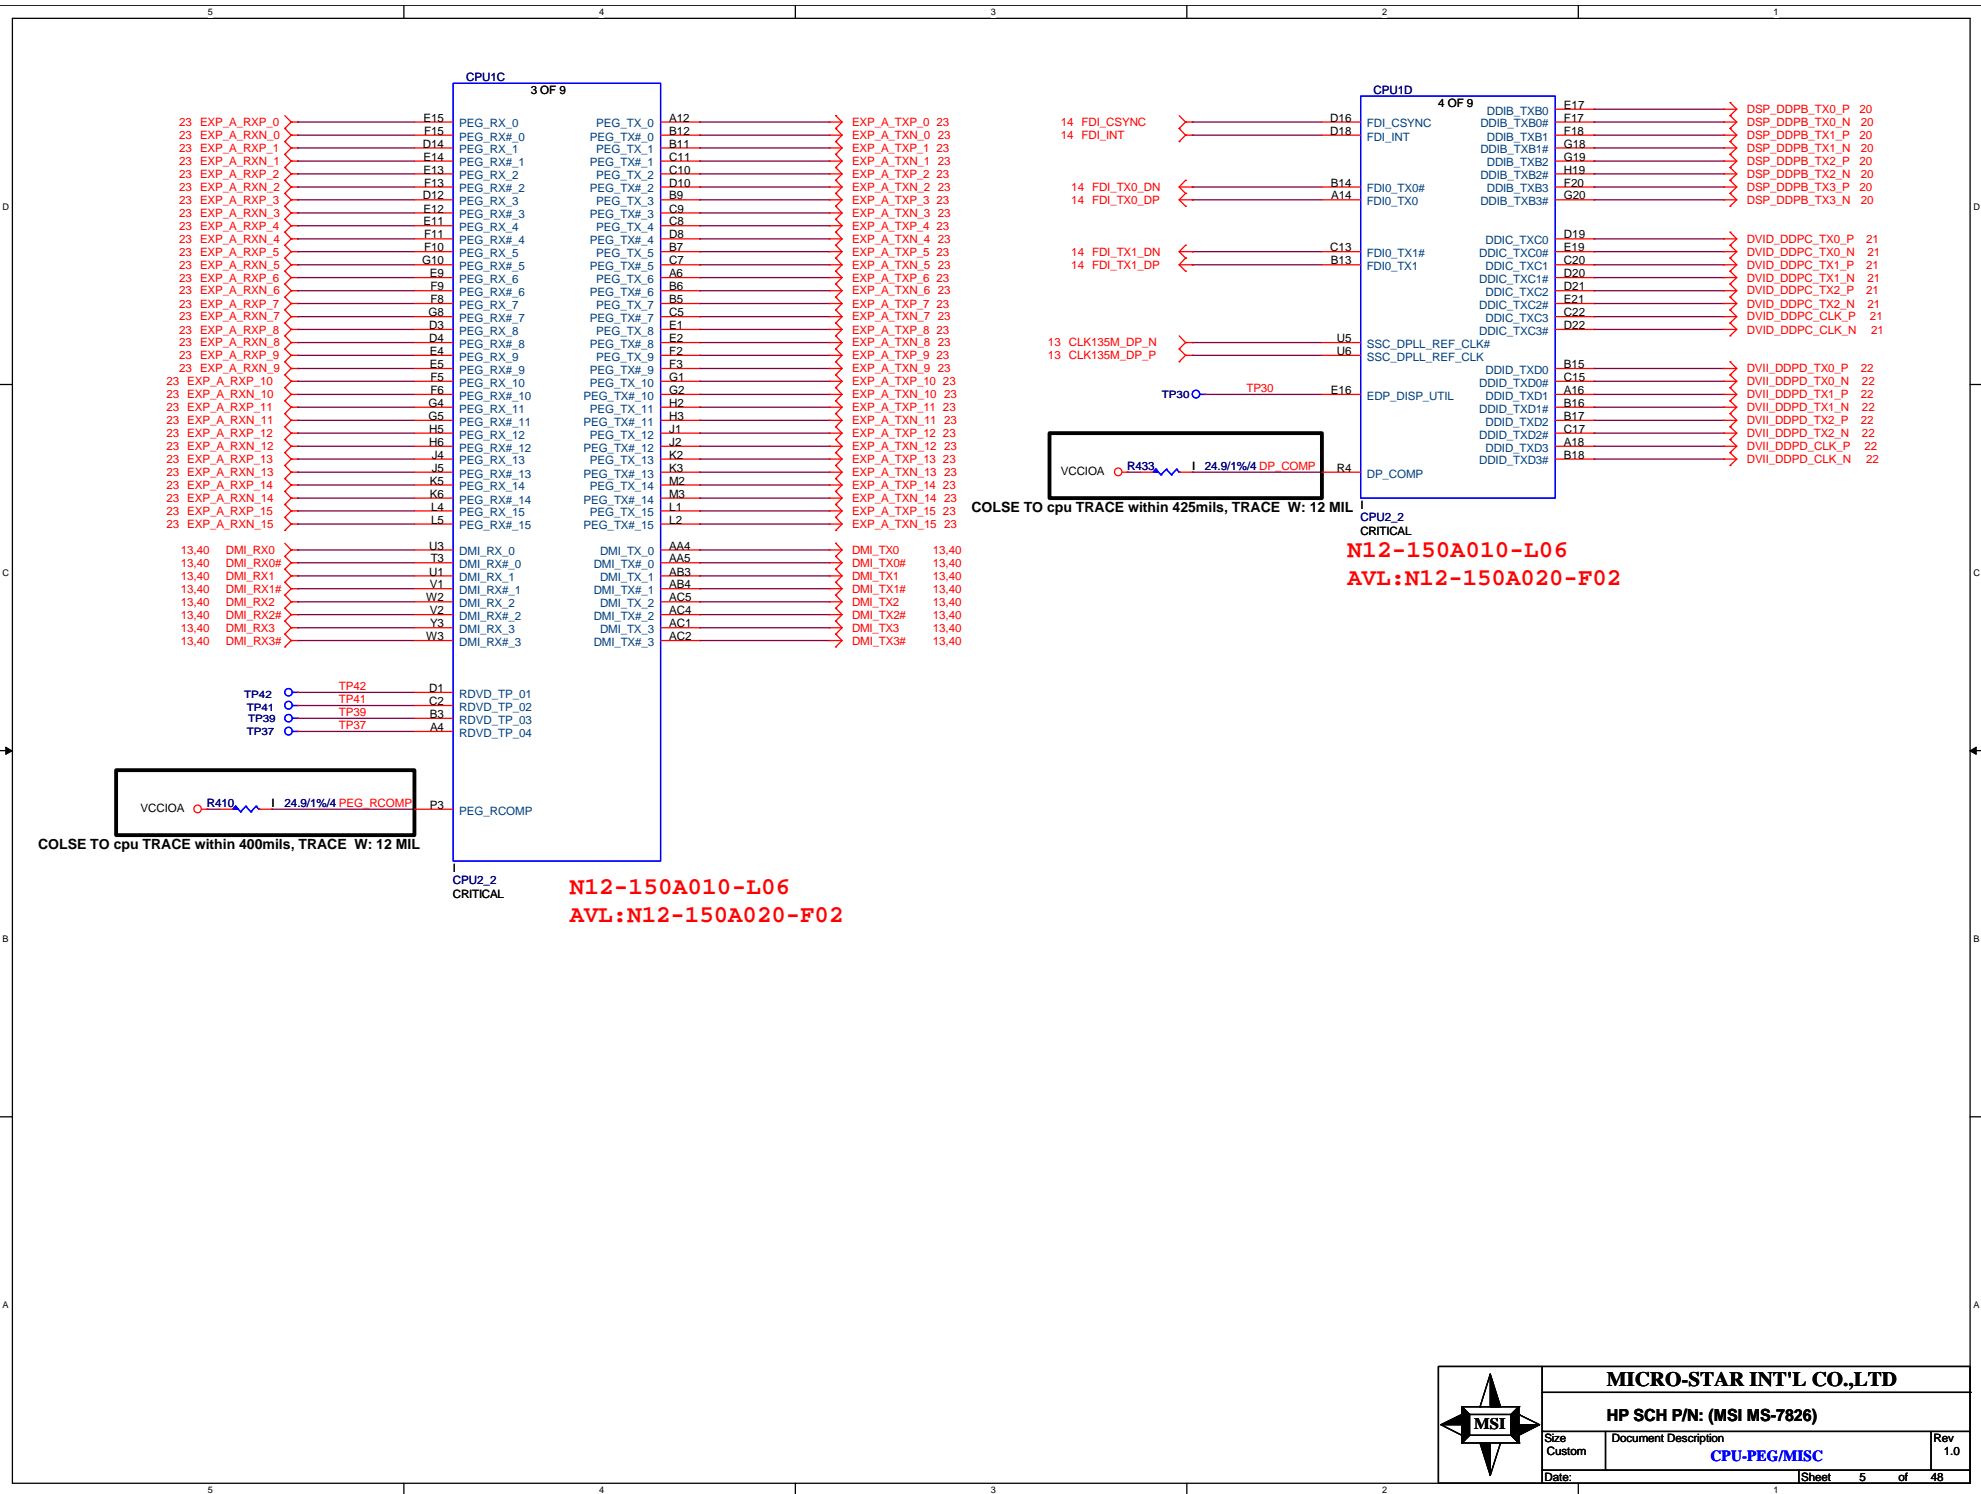 5 4 3 2 1
CPU1C
3 OF 9
23 EXP_A_RXP_0 E15 PEG_RX_0 PEG_TX_0 A12 EXP_A_TXP_0 23
23 EXP_A_RXN_0 F15 PEG_RX#_0 PEG_TX#_0 B12 EXP_A_TXN_0 23
23 EXP_A_RXP_1 D14 PEG_RX_1 PEG_TX_1 B11 EXP_A_TXP_1 23
23 EXP_A_RXN_1 E14 PEG_RX#_1 PEG_TX#_1 C11 EXP_A_TXN_1 23
23 EXP_A_RXP_2 E13 PEG_RX_2 PEG_TX_2 C10 EXP_A_TXP_2 23
23 EXP_A_RXN_2 F13 PEG_RX#_2 PEG_TX#_2 D10 EXP_A_TXN_2 23
23 EXP_A_RXP_3 D12 PEG_RX_3 PEG_TX_3 B9 EXP_A_TXP_3 23
23 EXP_A_RXN_3 E12 PEG_RX#_3 PEG_TX#_3 C9 EXP_A_TXN_3 23
23 EXP_A_RXP_4 E11 PEG_RX_4 PEG_TX_4 C8 EXP_A_TXP_4 23
23 EXP_A_RXN_4 F11 PEG_RX#_4 PEG_TX#_4 D8 EXP_A_TXN_4 23
23 EXP_A_RXP_5 F10 PEG_RX_5 PEG_TX_5 B7 EXP_A_TXP_5 23
23 EXP_A_RXN_5 G10 PEG_RX#_5 PEG_TX#_5 C7 EXP_A_TXN_5 23
23 EXP_A_RXP_6 E9 PEG_RX_6 PEG_TX_6 A6 EXP_A_TXP_6 23
23 EXP_A_RXN_6 F9 PEG_RX#_6 PEG_TX#_6 B6 EXP_A_TXN_6 23
23 EXP_A_RXP_7 F8 PEG_RX_7 PEG_TX_7 B5 EXP_A_TXP_7 23
23 EXP_A_RXN_7 G8 PEG_RX#_7 PEG_TX#_7 C5 EXP_A_TXN_7 23
23 EXP_A_RXP_8 D3 PEG_RX_8 PEG_TX_8 E1 EXP_A_TXP_8 23
23 EXP_A_RXN_8 D4 PEG_RX#_8 PEG_TX#_8 E2 EXP_A_TXN_8 23
23 EXP_A_RXP_9 E4 PEG_RX_9 PEG_TX_9 F2 EXP_A_TXP_9 23
23 EXP_A_RXN_9 E5 PEG_RX#_9 PEG_TX#_9 F3 EXP_A_TXN_9 23
23 EXP_A_RXP_10 F5 PEG_RX_10 PEG_TX_10 G1 EXP_A_TXP_10 23
23 EXP_A_RXN_10 F6 PEG_RX#_10 PEG_TX#_10 G2 EXP_A_TXN_10 23
23 EXP_A_RXP_11 G4 PEG_RX_11 PEG_TX_11 H2 EXP_A_TXP_11 23
23 EXP_A_RXN_11 G5 PEG_RX#_11 PEG_TX#_11 H3 EXP_A_TXN_11 23
23 EXP_A_RXP_12 H5 PEG_RX_12 PEG_TX_12 J1 EXP_A_TXP_12 23
23 EXP_A_RXN_12 H6 PEG_RX#_12 PEG_TX#_12 J2 EXP_A_TXN_12 23
23 EXP_A_RXP_13 J4 PEG_RX_13 PEG_TX_13 K2 EXP_A_TXP_13 23
23 EXP_A_RXN_13 J5 PEG_RX#_13 PEG_TX#_13 K3 EXP_A_TXN_13 23
23 EXP_A_RXP_14 K5 PEG_RX_14 PEG_TX_14 M2 EXP_A_TXP_14 23
23 EXP_A_RXN_14 K6 PEG_RX#_14 PEG_TX#_14 M3 EXP_A_TXN_14 23
23 EXP_A_RXP_15 L4 PEG_RX_15 PEG_TX_15 L1 EXP_A_TXP_15 23
23 EXP_A_RXN_15 L5 PEG_RX#_15 PEG_TX#_15 L2 EXP_A_TXN_15 23
13,40 DMI_RX0 U3 DMI_RX_0 DMI_TX_0 AA4 DMI_TX0 13,40
13,40 DMI_RX0# T3 DMI_RX#_0 DMI_TX#_0 AA5 DMI_TX0# 13,40
13,40 DMI_RX1 U1 DMI_RX_1 DMI_TX_1 AB3 DMI_TX1 13,40
13,40 DMI_RX1# V1 DMI_RX#_1 DMI_TX#_1 AB4 DMI_TX1# 13,40
13,40 DMI_RX2 W2 DMI_RX_2 DMI_TX_2 AC5 DMI_TX2 13,40
13,40 DMI_RX2# V2 DMI_RX#_2 DMI_TX#_2 AC4 DMI_TX2# 13,40
13,40 DMI_RX3 Y3 DMI_RX_3 DMI_TX_3 AC1 DMI_TX3 13,40
13,40 DMI_RX3# W3 DMI_RX#_3 DMI_TX#_3 AC2 DMI_TX3# 13,40
TP42 TP42 D1 RDVD_TP_01
TP41 TP41 C2 RDVD_TP_02
TP39 TP39 B3 RDVD_TP_03
TP37 TP37 A4 RDVD_TP_04
VCCIOA R410 I 24.9/1%/4 PEG_RCOMP P3 PEG_RCOMP
COLSE TO cpu TRACE within 400mils, TRACE W: 12 MIL
I
CPU2_2
CRITICAL
N12-150A010-L06
AVL:N12-150A020-F02
CPU1D
4 OF 9
DDIB_TXB0 E17 DSP_DDPB_TX0_P 20
14 FDI_CSYNC D16 FDI_CSYNC DDIB_TXB0# F17 DSP_DDPB_TX0_N 20
14 FDI_INT D18 FDI_INT DDIB_TXB1 F18 DSP_DDPB_TX1_P 20
DDIB_TXB1# G18 DSP_DDPB_TX1_N 20
DDIB_TXB2 G19 DSP_DDPB_TX2_P 20
DDIB_TXB2# H19 DSP_DDPB_TX2_N 20
14 FDI_TX0_DN B14 FDI0_TX0# DDIB_TXB3 F20 DSP_DDPB_TX3_P 20
14 FDI_TX0_DP A14 FDI0_TX0 DDIB_TXB3# G20 DSP_DDPB_TX3_N 20
DDIC_TXC0 D19 DVID_DDPC_TX0_P 21
14 FDI_TX1_DN C13 FDI0_TX1# DDIC_TXC0# E19 DVID_DDPC_TX0_N 21
14 FDI_TX1_DP B13 FDI0_TX1 DDIC_TXC1 C20 DVID_DDPC_TX1_P 21
DDIC_TXC1# D20 DVID_DDPC_TX1_N 21
DDIC_TXC2 D21 DVID_DDPC_TX2_P 21
DDIC_TXC2# E21 DVID_DDPC_TX2_N 21
DDIC_TXC3 C22 DVID_DDPC_CLK_P 21
DDIC_TXC3# D22 DVID_DDPC_CLK_N 21
13 CLK135M_DP_N U5 SSC_DPLL_REF_CLK#
13 CLK135M_DP_P U6 SSC_DPLL_REF_CLK
DDID_TXD0 B15 DVII_DDPD_TX0_P 22
DDID_TXD0# C15 DVII_DDPD_TX0_N 22
TP30 TP30 E16 EDP_DISP_UTIL DDID_TXD1 A16 DVII_DDPD_TX1_P 22
DDID_TXD1# B16 DVII_DDPD_TX1_N 22
DDID_TXD2 B17 DVII_DDPD_TX2_P 22
DDID_TXD2# C17 DVII_DDPD_TX2_N 22
DDID_TXD3 A18 DVII_DDPD_CLK_P 22
DDID_TXD3# B18 DVII_DDPD_CLK_N 22
VCCIOA R433 I 24.9/1%/4 DP_COMP R4 DP_COMP
COLSE TO cpu TRACE within 425mils, TRACE W: 12 MIL
I
CPU2_2
CRITICAL
N12-150A010-L06
AVL:N12-150A020-F02
D D
C C
B B
A A
MSI
MICRO-STAR INT'L CO.,LTD
HP SCH P/N: (MSI MS-7826)
Size Document Description Rev
Custom CPU-PEG/MISC 1.0
Date: Sheet 5 of 48
5 4 3 2 1